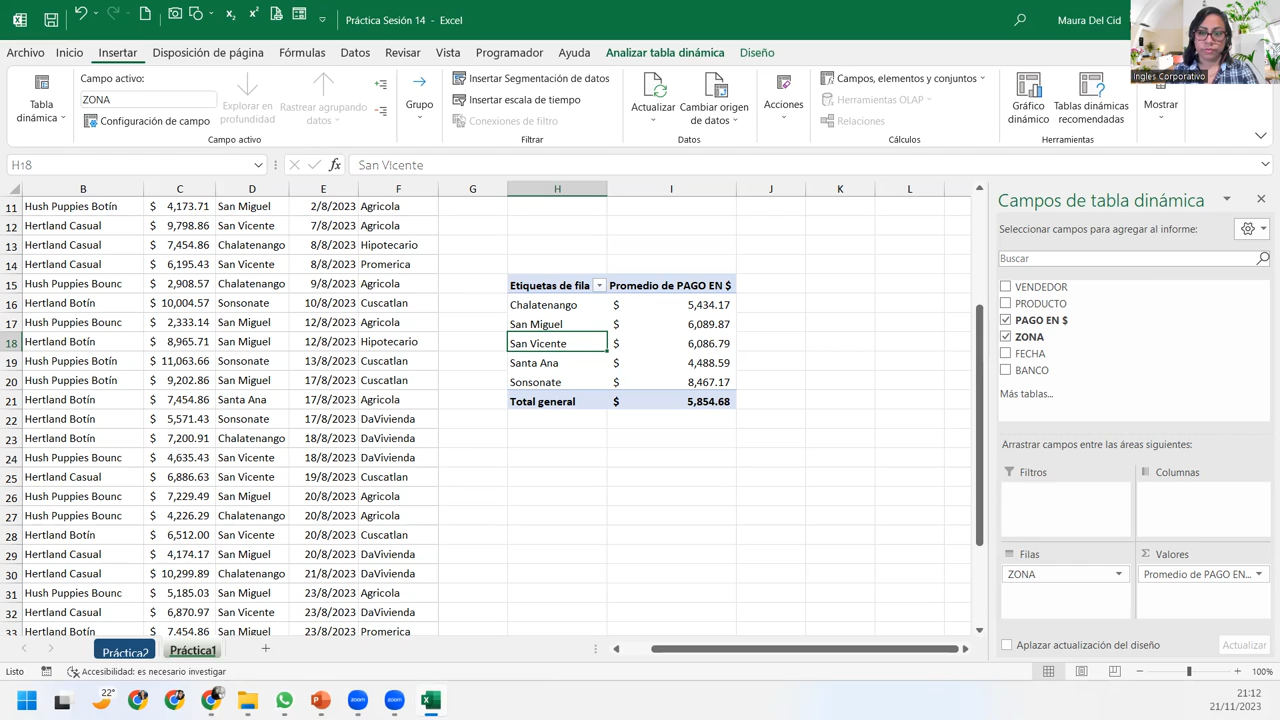 Práctica Sesión 14 - Excel
Maura Del Cid
Ingles Corporativo
Archivo Inicio Insertar Disposición de página Fórmulas Datos Revisar Vista Programador Ayuda Analizar tabla dinámica Diseño
Tabla dinámica
Campo activo:
ZONA
Configuración de campo
Explorar en profundidad
Rastrear agrupando datos
Campo activo
Grupo
Insertar Segmentación de datos
Insertar escala de tiempo
Conexiones de filtro
Filtrar
Actualizar
Cambiar origen de datos
Datos
Acciones
Campos, elementos y conjuntos
Herramientas OLAP
Relaciones
Cálculos
Gráfico dinámico
Tablas dinámicas recomendadas
Herramientas
Mostrar
H18 fx San Vicente
B C D E F G H I J K L
11 Hush Puppies Botín $ 4,173.71 San Miguel 2/8/2023 Agricola
12 Hertland Casual $ 9,798.86 San Vicente 7/8/2023 Agricola
13 Hertland Casual $ 7,454.86 Chalatenango 8/8/2023 Hipotecario
14 Hertland Casual $ 6,195.43 San Vicente 8/8/2023 Promerica
15 Hush Puppies Botín $ 2,908.57 Chalatenango 9/8/2023 Agricola Etiquetas de fila Promedio de PAGO EN $
16 Hertland Botín $ 10,004.57 Sonsonate 10/8/2023 Cuscatlan Chalatenango $ 5,434.17
17 Hush Puppies Bounc $ 2,333.14 San Miguel 12/8/2023 Agricola San Miguel $ 6,089.87
18 Hertland Botín $ 8,965.71 San Miguel 12/8/2023 Hipotecario San Vicente $ 6,086.79
19 Hush Puppies Botín $ 11,063.66 Sonsonate 13/8/2023 Cuscatlan Santa Ana $ 4,488.59
20 Hush Puppies Botín $ 9,202.86 San Miguel 17/8/2023 Cuscatlan Sonsonate $ 8,467.17
21 Hertland Botín $ 7,454.86 Santa Ana 17/8/2023 Agricola Total general $ 5,854.68
22 Hertland Botín $ 5,571.43 Sonsonate 17/8/2023 DaVivienda
23 Hertland Botín $ 7,200.91 Chalatenango 18/8/2023 DaVivienda
24 Hush Puppies Bounc $ 4,635.43 San Vicente 18/8/2023 DaVivienda
25 Hertland Casual $ 6,886.63 San Vicente 19/8/2023 Cuscatlan
26 Hush Puppies Bounc $ 7,229.49 San Miguel 20/8/2023 Agricola
27 Hush Puppies Bounc $ 4,226.29 Chalatenango 20/8/2023 Agricola
28 Hertland Botín $ 6,512.00 San Vicente 20/8/2023 Cuscatlan
29 Hertland Casual $ 4,174.17 San Miguel 20/8/2023 DaVivienda
30 Hertland Casual $ 10,299.89 Chalatenango 21/8/2023 DaVivienda
31 Hush Puppies Bounc $ 5,185.03 San Miguel 23/8/2023 Agricola
32 Hertland Casual $ 6,870.97 San Vicente 23/8/2023 DaVivienda
33 Hertland Botín $ 7,454.86 San Miguel 23/8/2023 Promerica
Campos de tabla dinámica
Seleccionar campos para agregar al informe:
Buscar
VENDEDOR
PRODUCTO
PAGO EN $
ZONA
FECHA
BANCO
Más tablas...
Arrastrar campos entre las áreas siguientes:
Filtros Columnas
Filas Valores
ZONA Promedio de PAGO EN...
Aplazar actualización del diseño Actualizar
Práctica2 Práctica1
Listo Accesibilidad: es necesario investigar 100%
22°
zoom zoom
21:12
21/11/2023